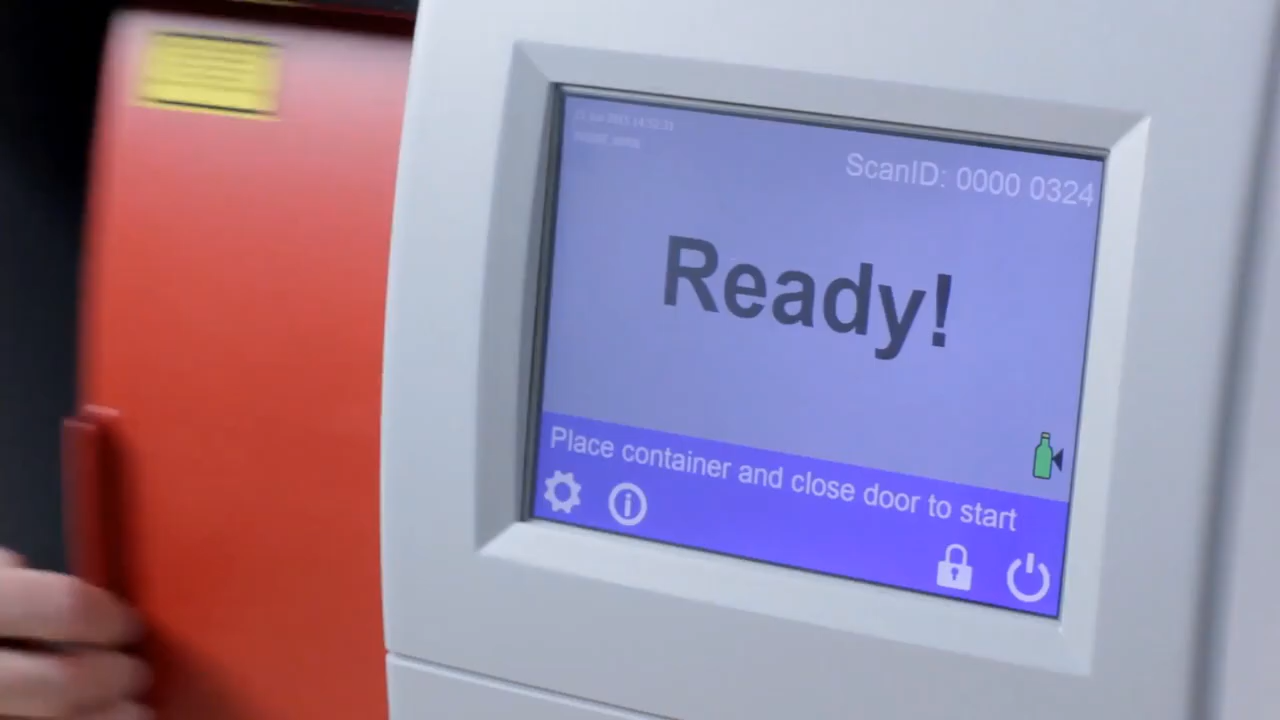 ScanID: 0000 0324
Ready!
Place container and close door to start